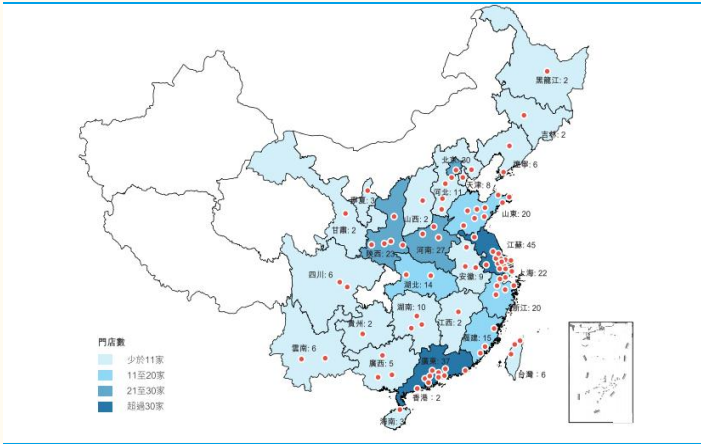 黑龍江: 2
吉林: 2
遼寧: 6
北京: 30
天津: 8
河北: 11
寧夏: 3
山西: 2
山東: 20
甘肅: 2
陝西: 23
河南: 27
江蘇: 45
四川: 6
湖北: 14
安徽: 9
上海: 22
浙江: 20
湖南: 10
江西: 2
貴州: 2
福建: 15
雲南: 6
廣西: 5
廣東: 37
台灣: 6
香港: 2
海南: 3
門店數
少於11家
11至20家
21至30家
超過30家